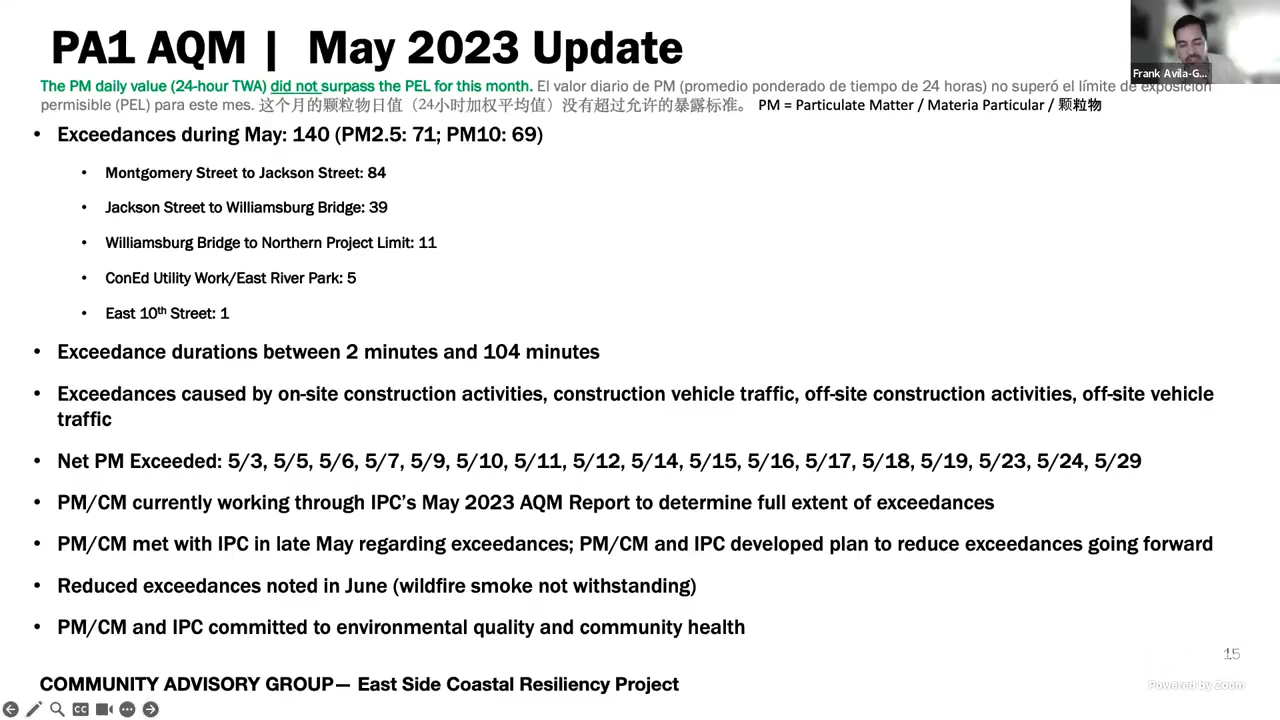 PA1 AQM | May 2023 Update
Frank Avila-G...
The PM daily value (24-hour TWA) did not surpass the PEL for this month. El valor diario de PM (promedio ponderado de tiempo de 24 horas) no superó el límite de exposición
permisible (PEL) para este mes. 这个月的颗粒物日值（24小时加权平均值）没有超过允许的暴露标准。 PM = Particulate Matter / Materia Particular / 颗粒物
• Exceedances during May: 140 (PM2.5: 71; PM10: 69)
• Montgomery Street to Jackson Street: 84
• Jackson Street to Williamsburg Bridge: 39
• Williamsburg Bridge to Northern Project Limit: 11
• ConEd Utility Work/East River Park: 5
• East 10th Street: 1
• Exceedance durations between 2 minutes and 104 minutes
• Exceedances caused by on-site construction activities, construction vehicle traffic, off-site construction activities, off-site vehicle
traffic
• Net PM Exceeded: 5/3, 5/5, 5/6, 5/7, 5/9, 5/10, 5/11, 5/12, 5/14, 5/15, 5/16, 5/17, 5/18, 5/19, 5/23, 5/24, 5/29
• PM/CM currently working through IPC's May 2023 AQM Report to determine full extent of exceedances
• PM/CM met with IPC in late May regarding exceedances; PM/CM and IPC developed plan to reduce exceedances going forward
• Reduced exceedances noted in June (wildfire smoke not withstanding)
• PM/CM and IPC committed to environmental quality and community health
15
COMMUNITY ADVISORY GROUP— East Side Coastal Resiliency Project
Powered by Zoom
CC